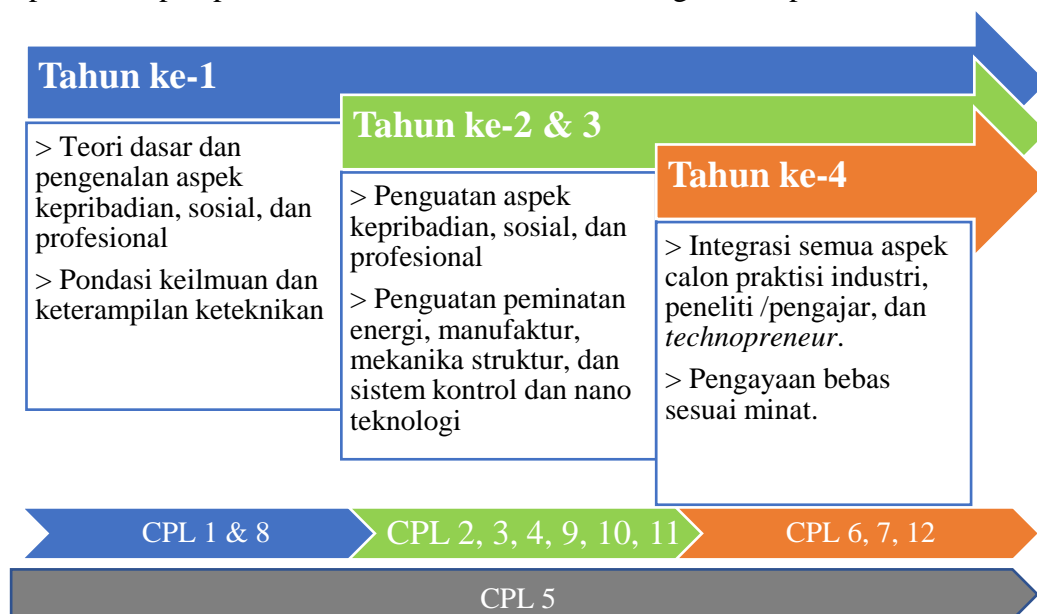 Tahun ke-1
> Teori dasar dan
pengenalan aspek
kepribadian, sosial, dan
profesional
> Pondasi keilmuan dan
keterampilan keteknikan
Tahun ke-2 & 3
> Penguatan aspek
kepribadian, sosial, dan
profesional
> Penguatan peminatan
energi, manufaktur,
mekanika struktur, dan
sistem kontrol dan nano
teknologi
Tahun ke-4
> Integrasi semua aspek
calon praktisi industri,
peneliti /pengajar, dan
technopreneur.
> Pengayaan bebas
sesuai minat.
CPL 1 & 8
CPL 2, 3, 4, 9, 10, 11
CPL 6, 7, 12
CPL 5